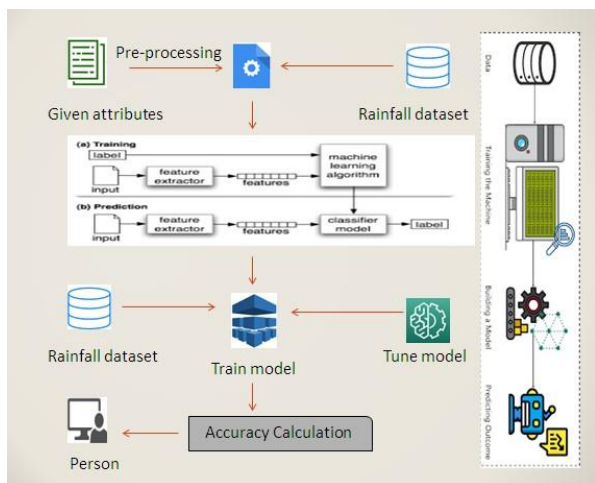 Pre-processing
Given attributes
Rainfall dataset
(a) Training
label
machine
learning
algorithm
feature
extractor
input
features
(b) Prediction
feature
extractor
classifier
model
label
input
features
Rainfall dataset
Train model
Tune model
Accuracy Calculation
Person
Data
Training the Machine
Building a Model
Predicting Outcome